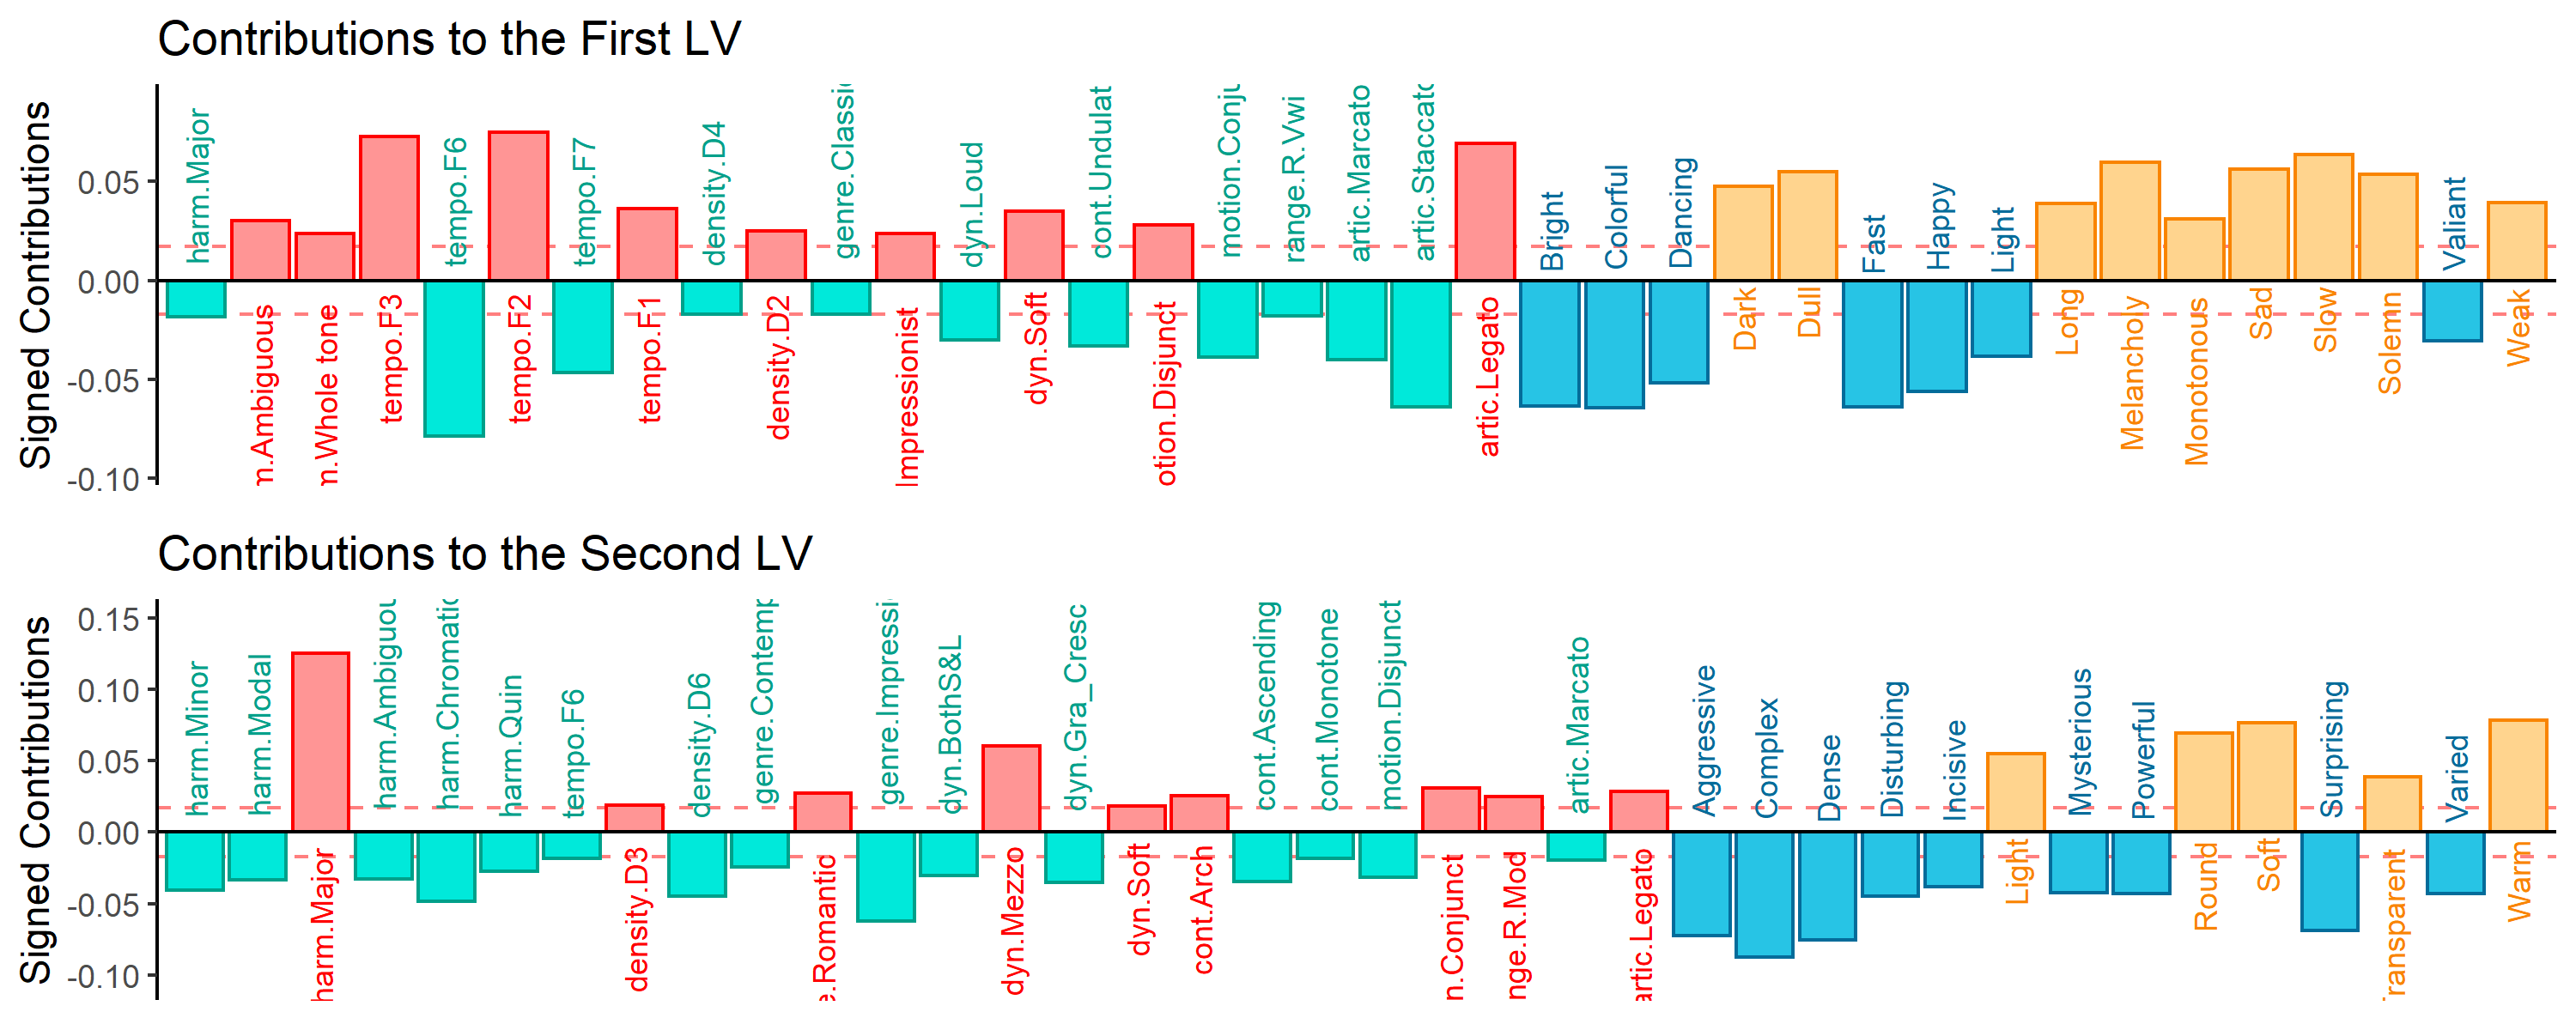 Contributions to the First LV
Signed Contributions
0.05
0.00
-0.05
-0.10
harm.Major
m.Ambiguous
n.Whole tone
tempo.F3
tempo.F6
tempo.F2
tempo.F7
tempo.F1
density.D4
density.D2
genre.Classi
Impressionist
dyn.Loud
dyn.Soft
cont.Undulat
otion.Disjunct
motion.Conju
range.R.Vwi
artic.Marcato
artic.Staccato
artic.Legato
Bright
Colorful
Dancing
Dark
Dull
Fast
Happy
Light
Long
Melancholy
Monotonous
Sad
Slow
Solemn
Valiant
Weak
Contributions to the Second LV
Signed Contributions
0.15
0.10
0.05
0.00
-0.05
-0.10
harm.Minor
harm.Modal
harm.Major
harm.Ambiguou
harm.Chromatic
harm.Quin
tempo.F6
density.D3
density.D6
genre.Contemp
e.Romantic
genre.Impressi
dyn.BothS&L
dyn.Mezzo
dyn.Gra_Cresc
dyn.Soft
cont.Arch
cont.Ascending
cont.Monotone
motion.Disjunct
n.Conjunct
nge.R.Mod
artic.Marcato
artic.Legato
Aggressive
Complex
Dense
Disturbing
Incisive
Light
Mysterious
Powerful
Round
Soft
Surprising
Transparent
Varied
Warm